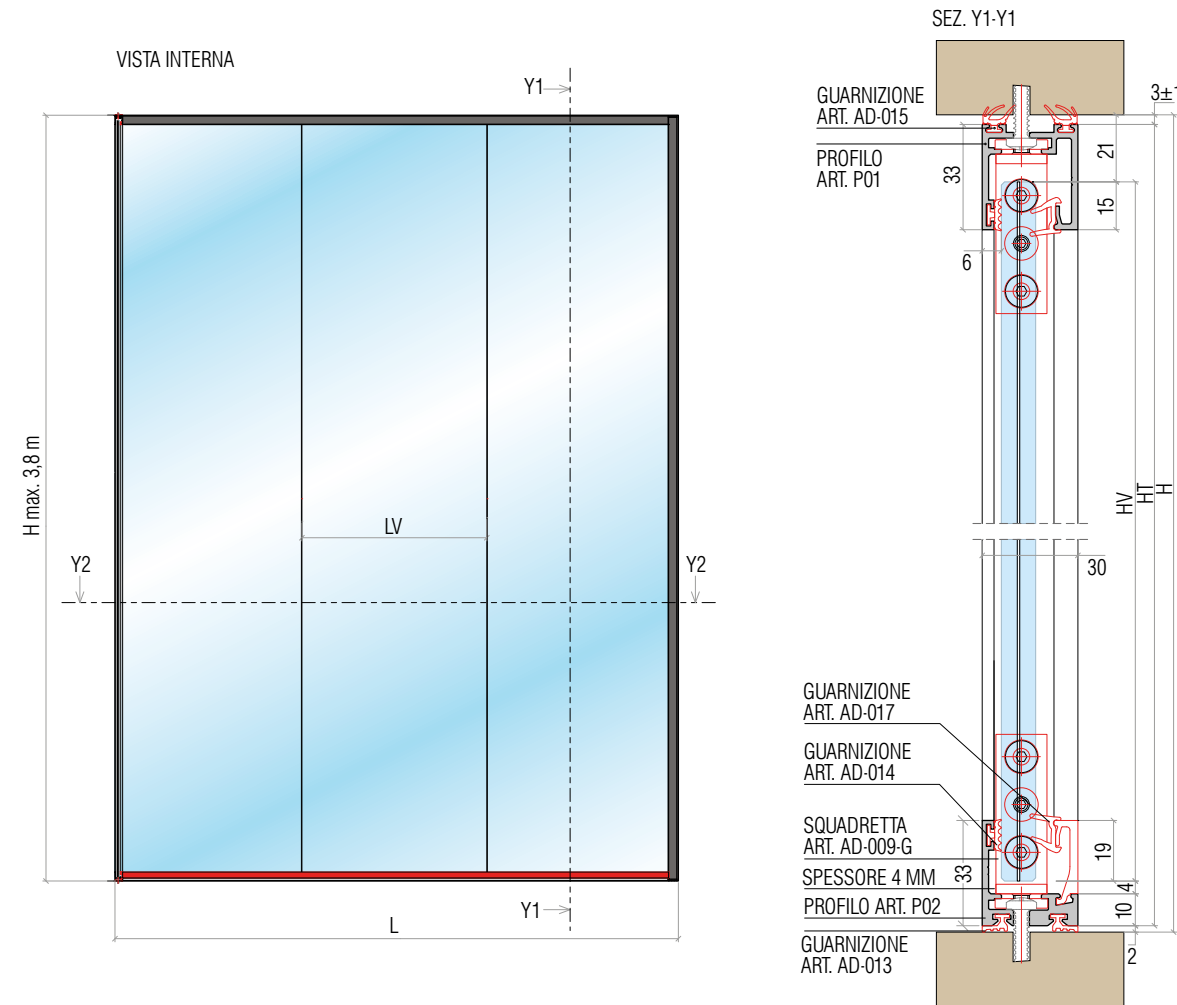 VISTA INTERNA
Y1
H max. 3,8 m
LV
Y2
Y2
Y1
L
SEZ. Y1-Y1
GUARNIZIONE
ART. AD-015
PROFILO
ART. P01
3±1
33
21
15
6
HV
HT
H
30
GUARNIZIONE
ART. AD-017
GUARNIZIONE
ART. AD-014
SQUADRETTA
ART. AD-009-G
SPESSORE 4 MM
PROFILO ART. P02
GUARNIZIONE
ART. AD-013
33
19
4
10
2